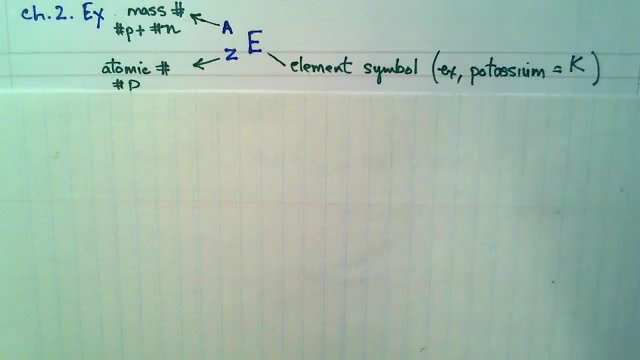 ch. 2. Ex mass #
#p + #n A
Z E
atomic # element symbol (ex, potassium = K)
#p